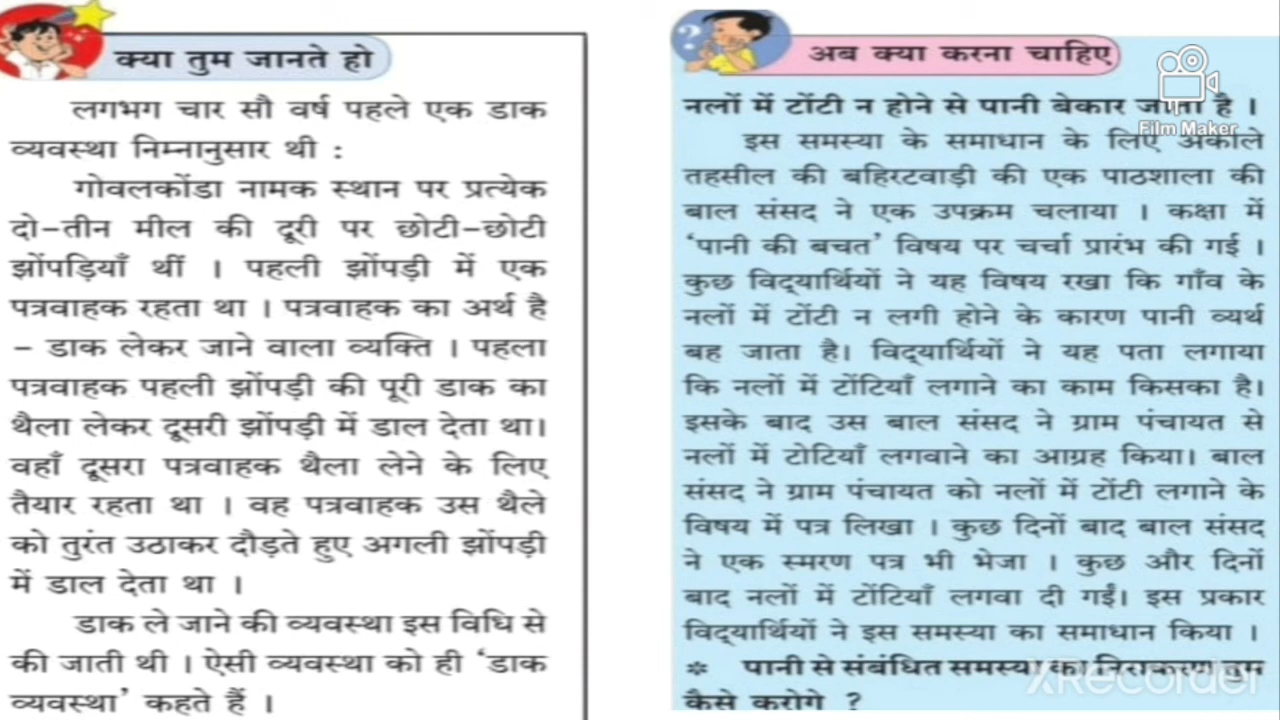 क्या तुम जानते हो
लगभग चार सौ वर्ष पहले एक डाक
व्यवस्था निम्नानुसार थी :
गोवलकोंडा नामक स्थान पर प्रत्येक
दो-तीन मील की दूरी पर छोटी-छोटी
झोंपड़ियाँ थीं । पहली झोंपड़ी में एक
पत्रवाहक रहता था । पत्रवाहक का अर्थ है
- डाक लेकर जाने वाला व्यक्ति । पहला
पत्रवाहक पहली झोंपड़ी की पूरी डाक का
थैला लेकर दूसरी झोंपड़ी में डाल देता था।
वहाँ दूसरा पत्रवाहक थैला लेने के लिए
तैयार रहता था । वह पत्रवाहक उस थैले
को तुरंत उठाकर दौड़ते हुए अगली झोंपड़ी
में डाल देता था ।
डाक ले जाने की व्यवस्था इस विधि से
की जाती थी । ऐसी व्यवस्था को ही ‘डाक
व्यवस्था’ कहते हैं ।
अब क्या करना चाहिए
नलों में टोंटी न होने से पानी बेकार जाता है ।
इस समस्या के समाधान के लिए अकोले
तहसील की बहिरटवाड़ी की एक पाठशाला की
बाल संसद ने एक उपक्रम चलाया । कक्षा में
‘पानी की बचत’ विषय पर चर्चा प्रारंभ की गई ।
कुछ विद्यार्थियों ने यह विषय रखा कि गाँव के
नलों में टोंटी न लगी होने के कारण पानी व्यर्थ
बह जाता है। विद्यार्थियों ने यह पता लगाया
कि नलों में टोंटियाँ लगाने का काम किसका है।
इसके बाद उस बाल संसद ने ग्राम पंचायत से
नलों में टोटियाँ लगवाने का आग्रह किया। बाल
संसद ने ग्राम पंचायत को नलों में टोंटी लगाने के
विषय में पत्र लिखा । कुछ दिनों बाद बाल संसद
ने एक स्मरण पत्र भी भेजा । कुछ और दिनों
बाद नलों में टोंटियाँ लगवा दी गईं। इस प्रकार
विद्यार्थियों ने इस समस्या का समाधान किया ।
* पानी से संबंधित समस्या का निराकरण तुम
कैसे करोगे ?
Film Maker
XRecorder